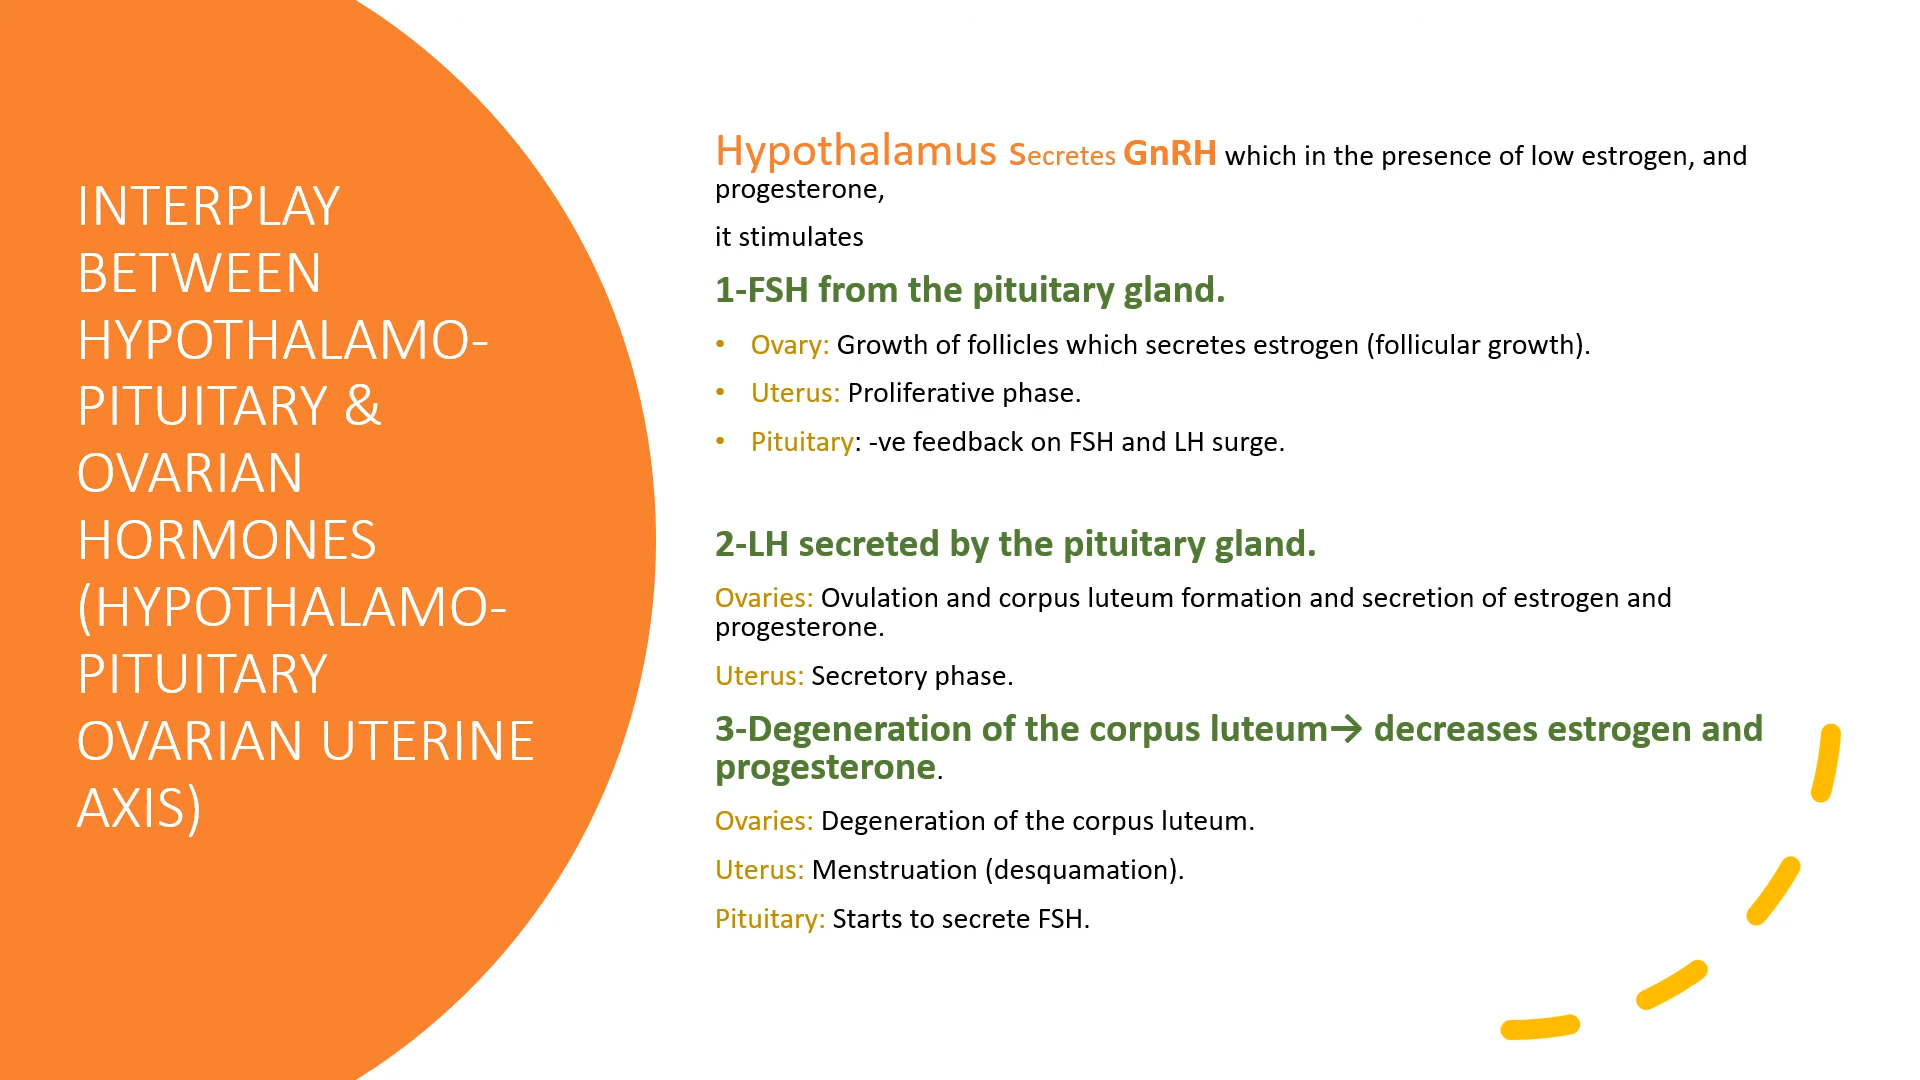 INTERPLAY
BETWEEN
HYPOTHALAMO-
PITUITARY &
OVARIAN
HORMONES
(HYPOTHALAMO-
PITUITARY
OVARIAN UTERINE
AXIS)
Hypothalamus secretes GnRH which in the presence of low estrogen, and
progesterone,
it stimulates
1-FSH from the pituitary gland.
• Ovary: Growth of follicles which secretes estrogen (follicular growth).
• Uterus: Proliferative phase.
• Pituitary: -ve feedback on FSH and LH surge.
2-LH secreted by the pituitary gland.
Ovaries: Ovulation and corpus luteum formation and secretion of estrogen and
progesterone.
Uterus: Secretory phase.
3-Degeneration of the corpus luteum→ decreases estrogen and
progesterone.
Ovaries: Degeneration of the corpus luteum.
Uterus: Menstruation (desquamation).
Pituitary: Starts to secrete FSH.